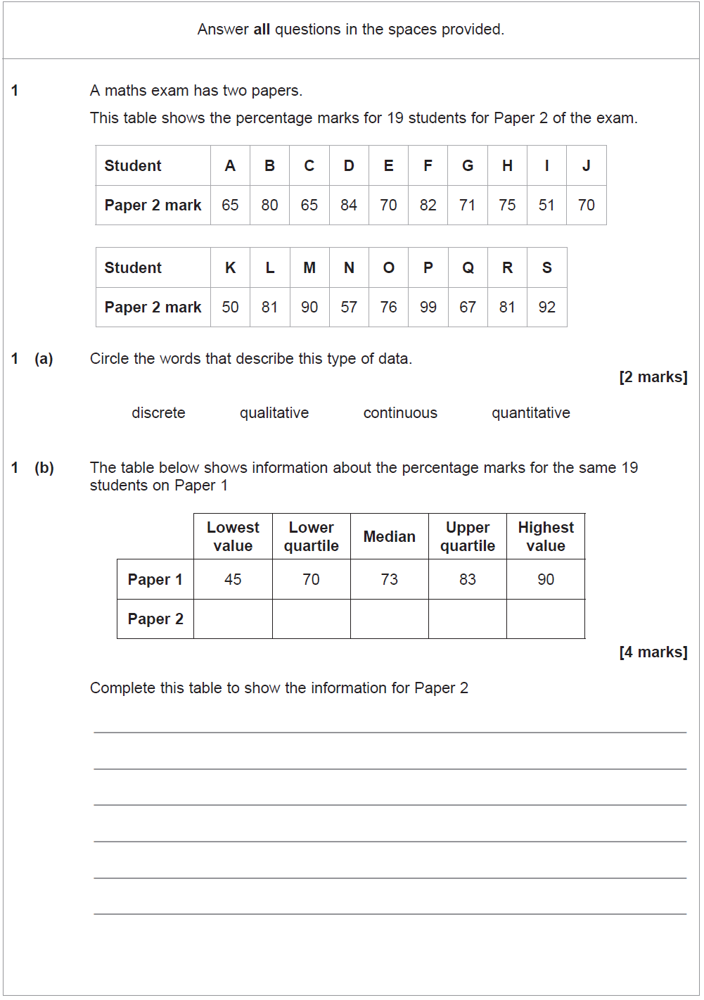 Answer all questions in the spaces provided.
1 A maths exam has two papers.
This table shows the percentage marks for 19 students for Paper 2 of the exam.
Student A B C D E F G H I J
Paper 2 mark 65 80 65 84 70 82 71 75 51 70
Student K L M N O P Q R S
Paper 2 mark 50 81 90 57 76 99 67 81 92
1 (a) Circle the words that describe this type of data.
[2 marks]
discrete qualitative continuous quantitative
1 (b) The table below shows information about the percentage marks for the same 19
students on Paper 1
Lowest value Lower quartile Median Upper quartile Highest value
Paper 1 45 70 73 83 90
Paper 2
[4 marks]
Complete this table to show the information for Paper 2